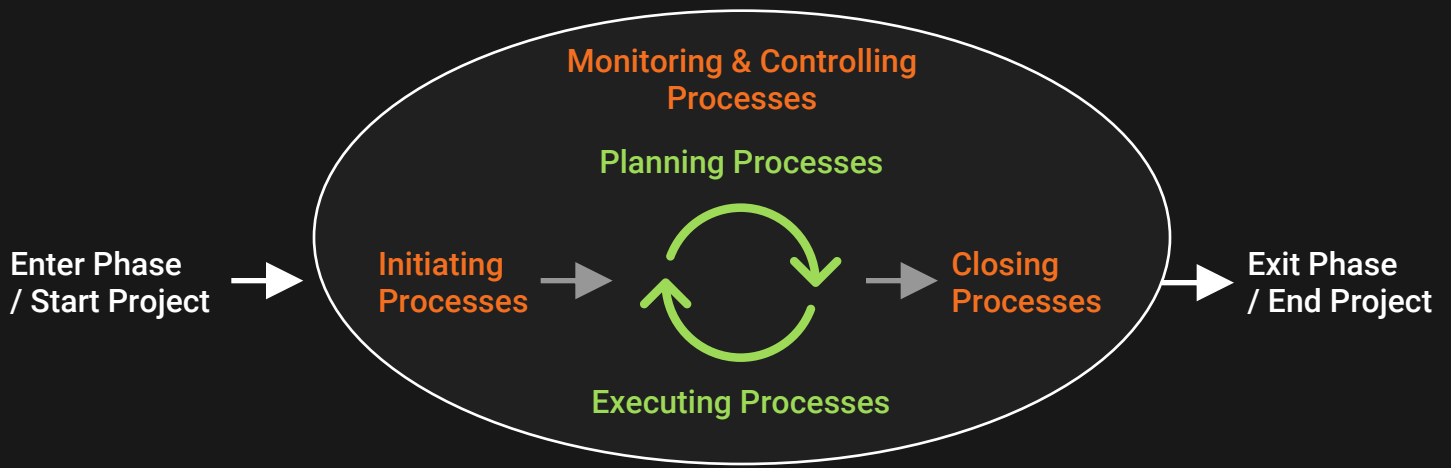 Monitoring & Controlling
Processes
Planning Processes
Enter Phase
/ Start Project
Initiating
Processes
Closing
Processes
Exit Phase
/ End Project
Executing Processes